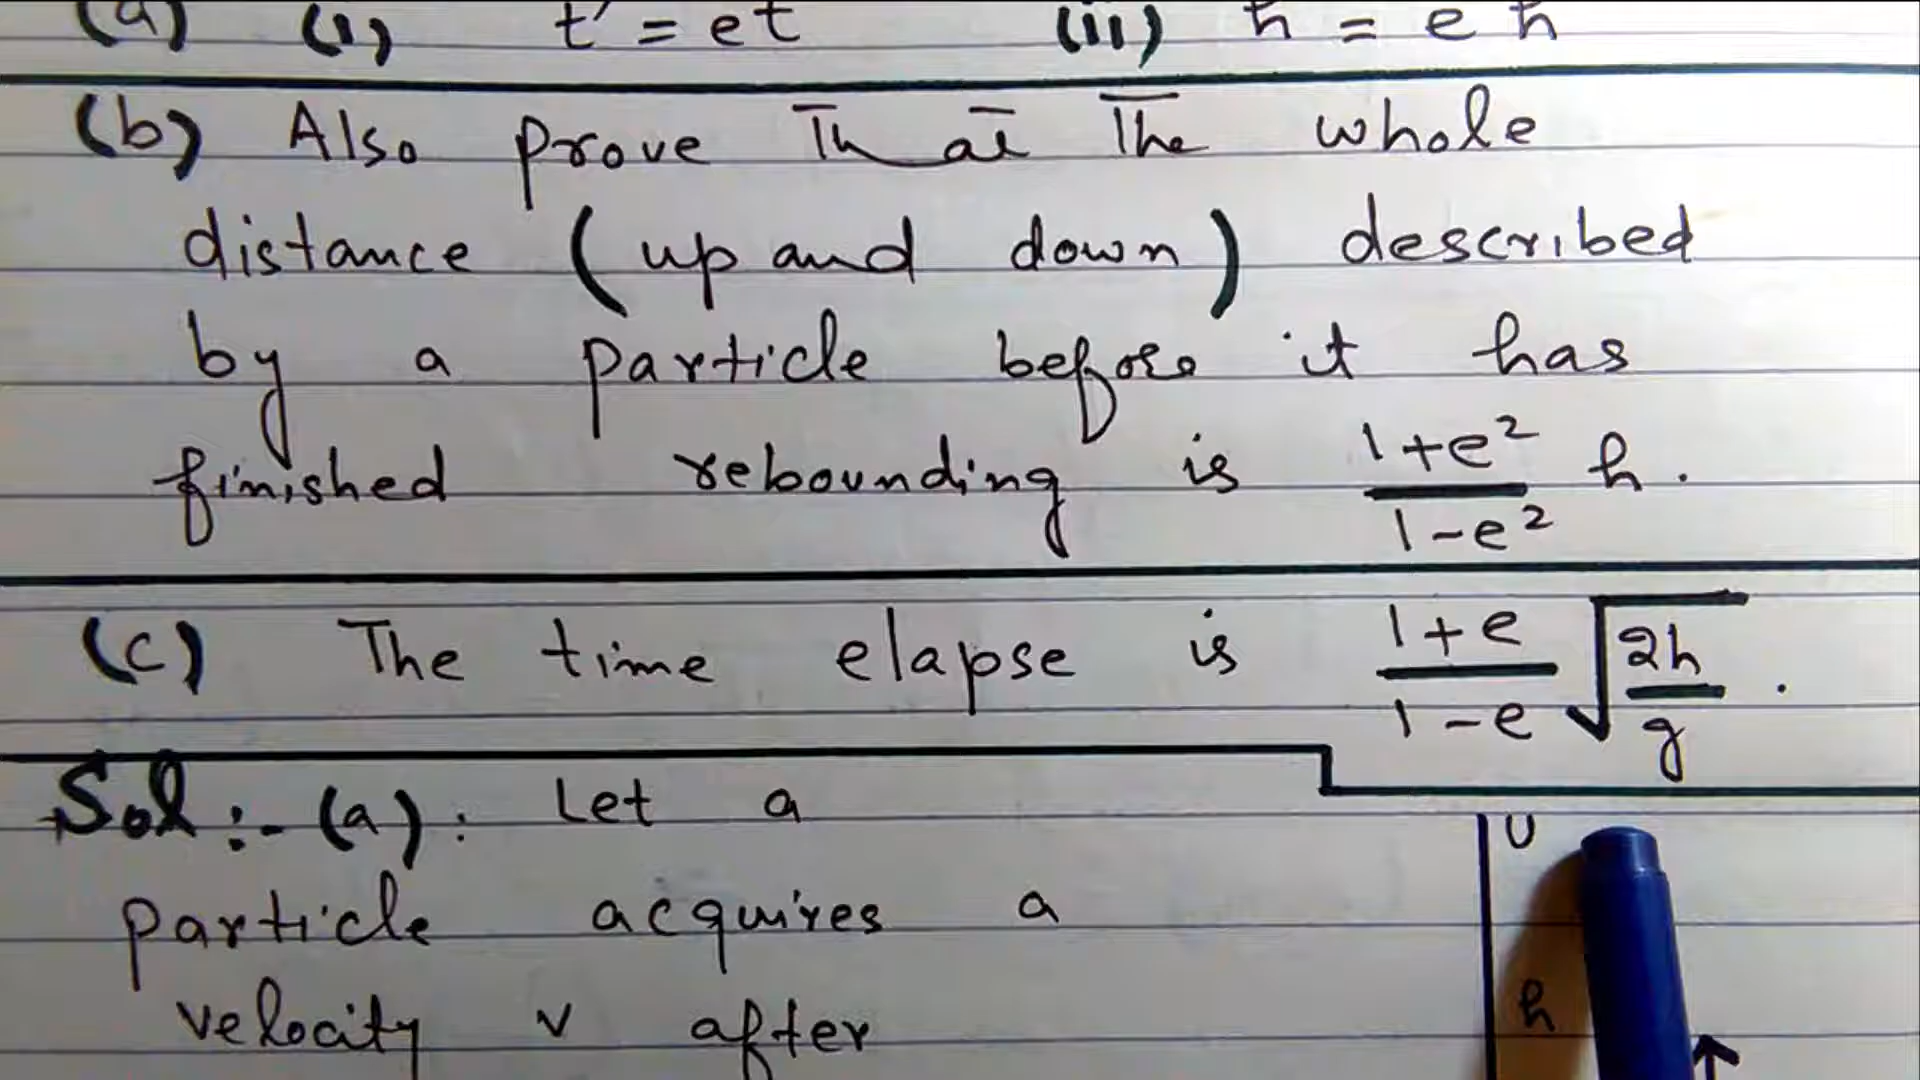 (a) (i) t' = et (ii) h = e h
(b) Also prove That The whole
distance (up and down) described
by a particle before it has
finished rebounding is 1+e²/1-e² h.
(c) The time elapse is 1+e/1-e √2h/g .
Sol:- (a): Let a
particle acquires a
velocity v after
U
h